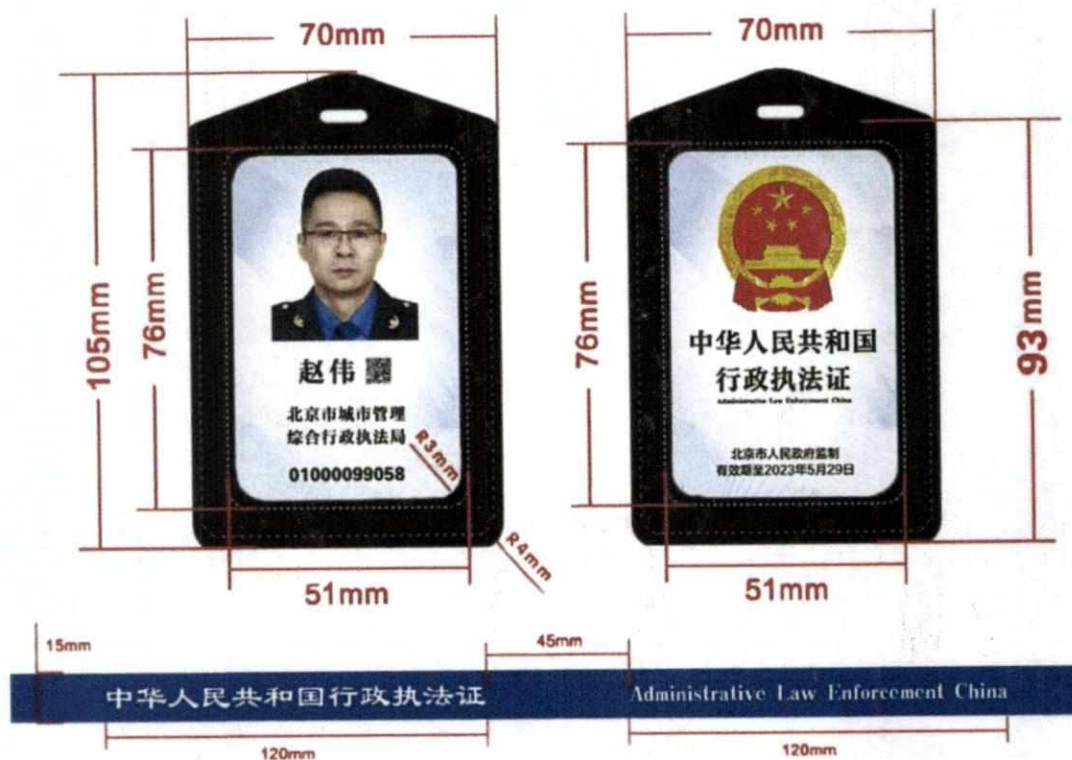 70mm
105mm
76mm
赵伟
北京市城市管理
综合行政执法局
01000099058
R3mm
R4mm
51mm
70mm
76mm
93mm
中华人民共和国
行政执法证
Administrative Law Enforcement China
北京市人民政府监制
有效期至2023年5月29日
51mm
15mm
45mm
中华人民共和国行政执法证
Administrative Law Enforcement China
120mm
120mm